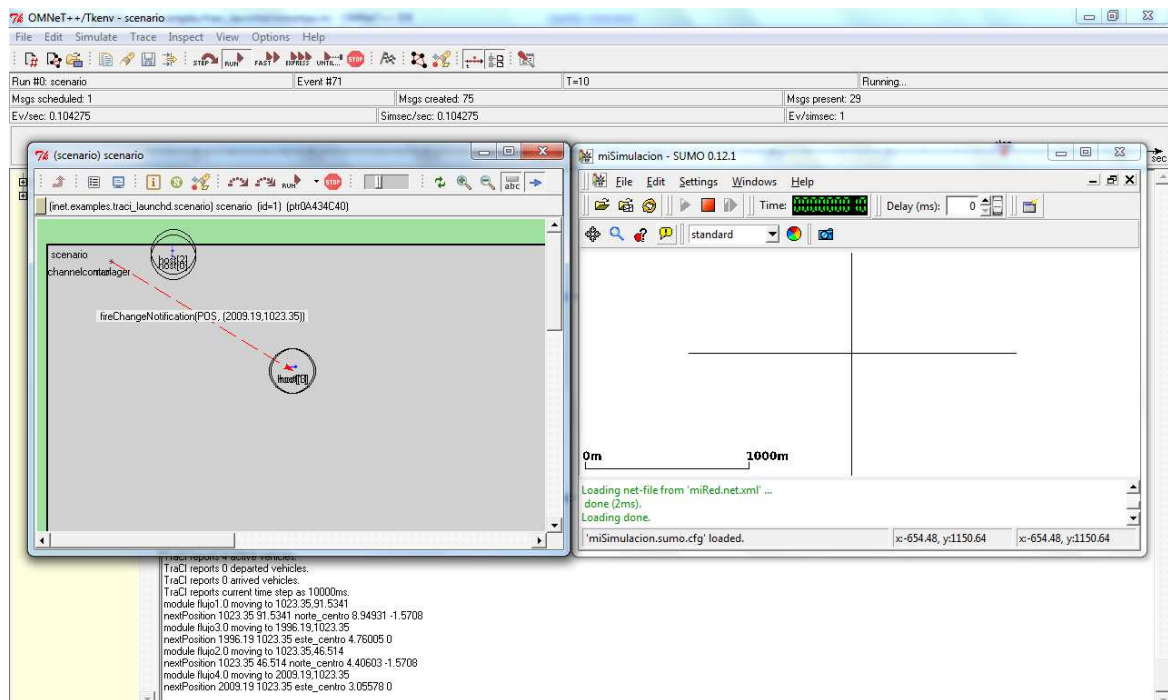 OMNeT++/Tkenv - scenario
File Edit Simulate Trace Inspect View Options Help
STEP RUN FAST EXPRESS UNTIL... STOP
Run #0: scenario Event #71 T=10 Running...
Msgs scheduled: 1 Msgs created: 75 Msgs present: 29
Ev/sec: 0.104275 Simsec/sec: 0.104275 Ev/simsec: 1
sec
(scenario) scenario
RUN STOP abc
(inet.examples.traci_launchd.scenario) scenario (id=1) (ptr0A434C40)
scenario
fireChangeNotification(POS, (2009.19,1023.35))
miSimulacion - SUMO 0.12.1
File Edit Settings Windows Help
Time: Delay (ms): 0
standard
0m 1000m
Loading net-file from 'miRed.net.xml' ...
done (2ms).
Loading done.
'miSimulacion.sumo.cfg' loaded. x:-654.48, y:1150.64 x:-654.48, y:1150.64
TraCI reports 4 active vehicles.
TraCI reports 0 departed vehicles.
TraCI reports 0 arrived vehicles.
TraCI reports current time step as 10000ms.
module flujo1.0 moving to 1023.35,91.5341
nextPosition 1023.35 91.5341 norte_centro 8.94931 -1.5708
module flujo3.0 moving to 1996.19,1023.35
nextPosition 1996.19 1023.35 este_centro 4.76005 0
module flujo2.0 moving to 1023.35,46.514
nextPosition 1023.35 46.514 norte_centro 4.40603 -1.5708
module flujo4.0 moving to 2009.19,1023.35
nextPosition 2009.19 1023.35 este_centro 3.05578 0